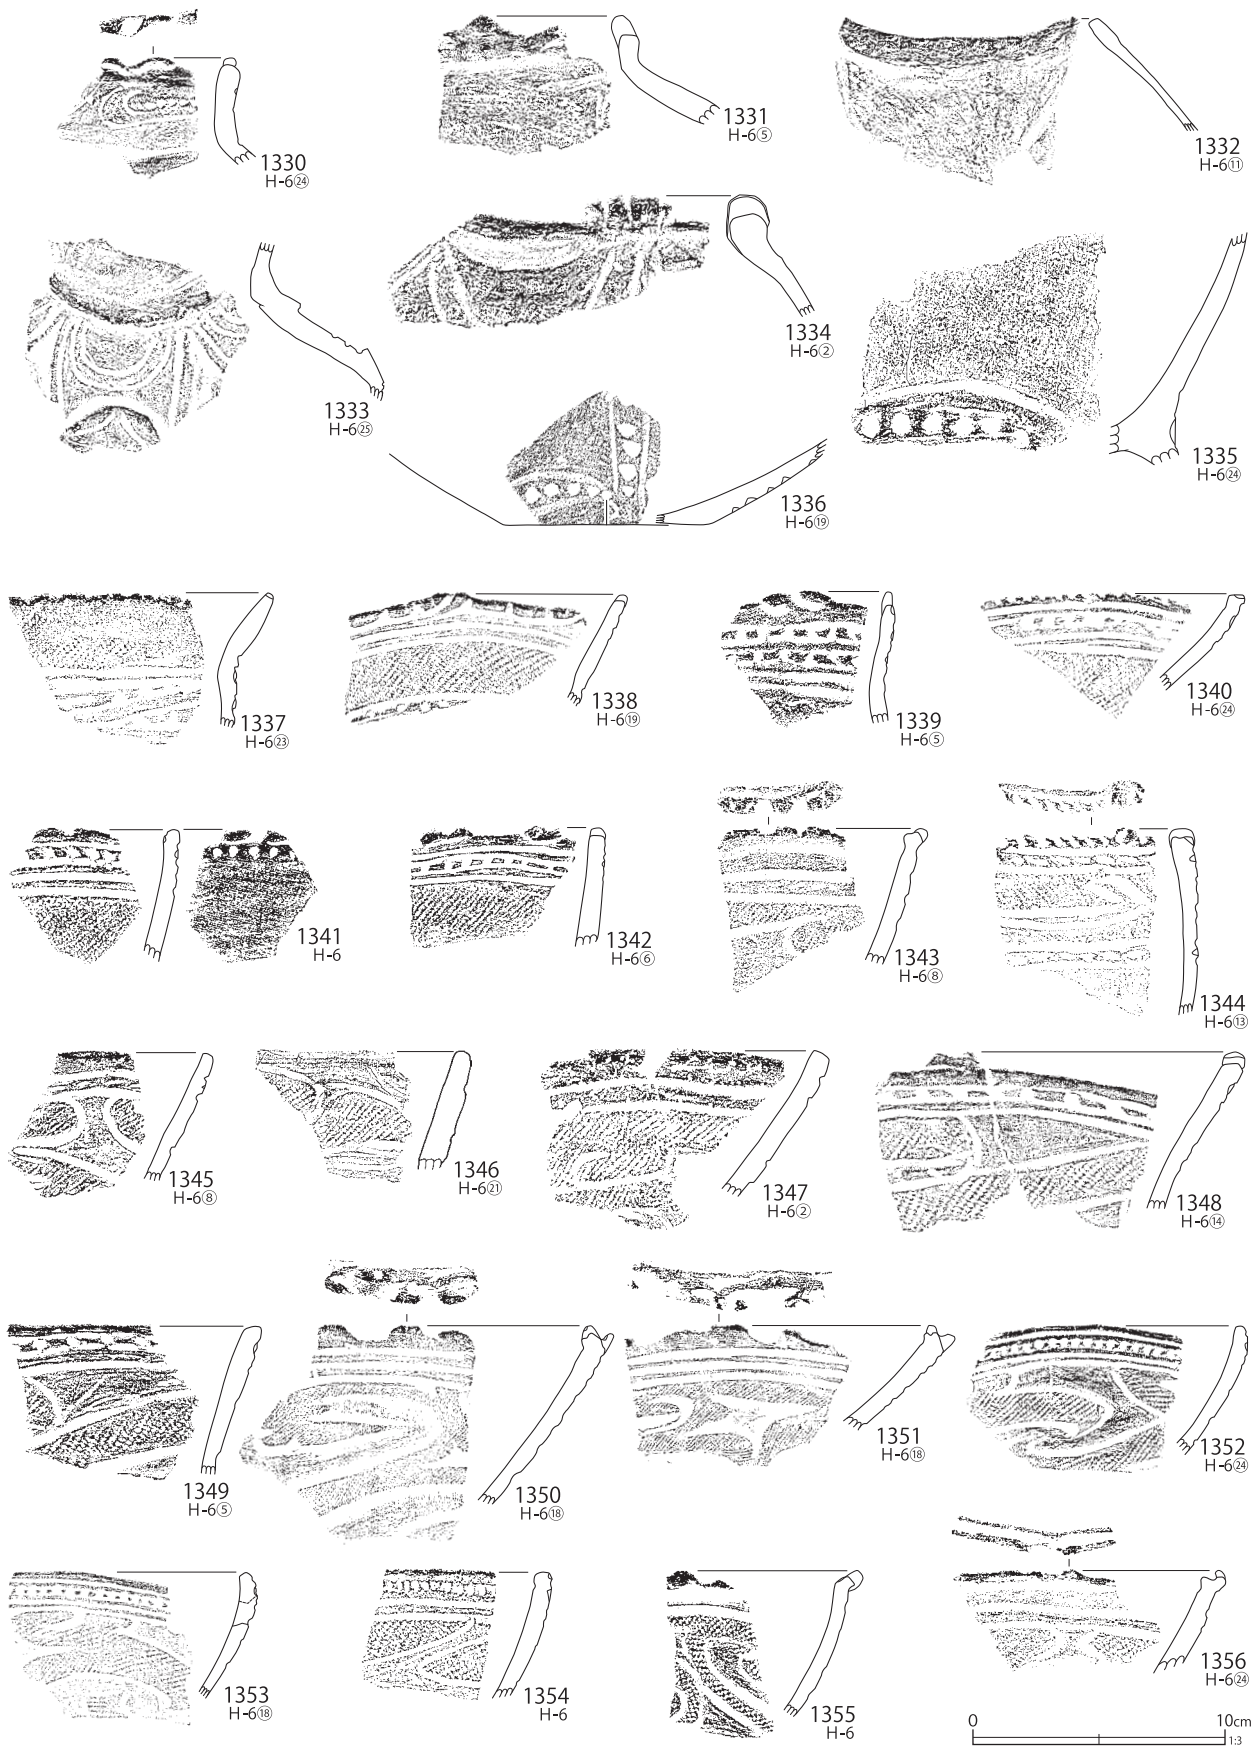 1330
H-6㉔
1331
H-6⑤
1332
H-6⑪
1333
H-6㉕
1334
H-6②
1335
H-6㉔
1336
H-6⑲
1337
H-6㉓
1338
H-6⑲
1339
H-6⑤
1340
H-6㉔
1341
H-6
1342
H-6⑥
1343
H-6⑧
1344
H-6⑬
1345
H-6⑧
1346
H-6㉑
1347
H-6②
1348
H-6⑭
1349
H-6⑤
1350
H-6⑱
1351
H-6⑱
1352
H-6㉔
1353
H-6⑱
1354
H-6
1355
H-6
1356
H-6㉔
0 10cm
1:3